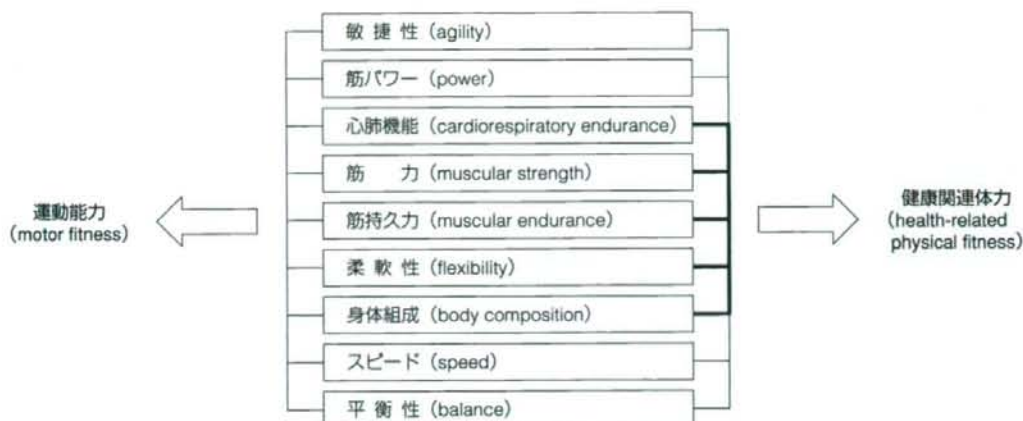 敏捷性 (agility)
筋パワー (power)
心肺機能 (cardiorespiratory endurance)
筋　力 (muscular strength)
筋持久力 (muscular endurance)
柔軟性 (flexibility)
身体組成 (body composition)
スピード (speed)
平衡性 (balance)
運動能力
(motor fitness)
健康関連体力
(health-related
physical fitness)